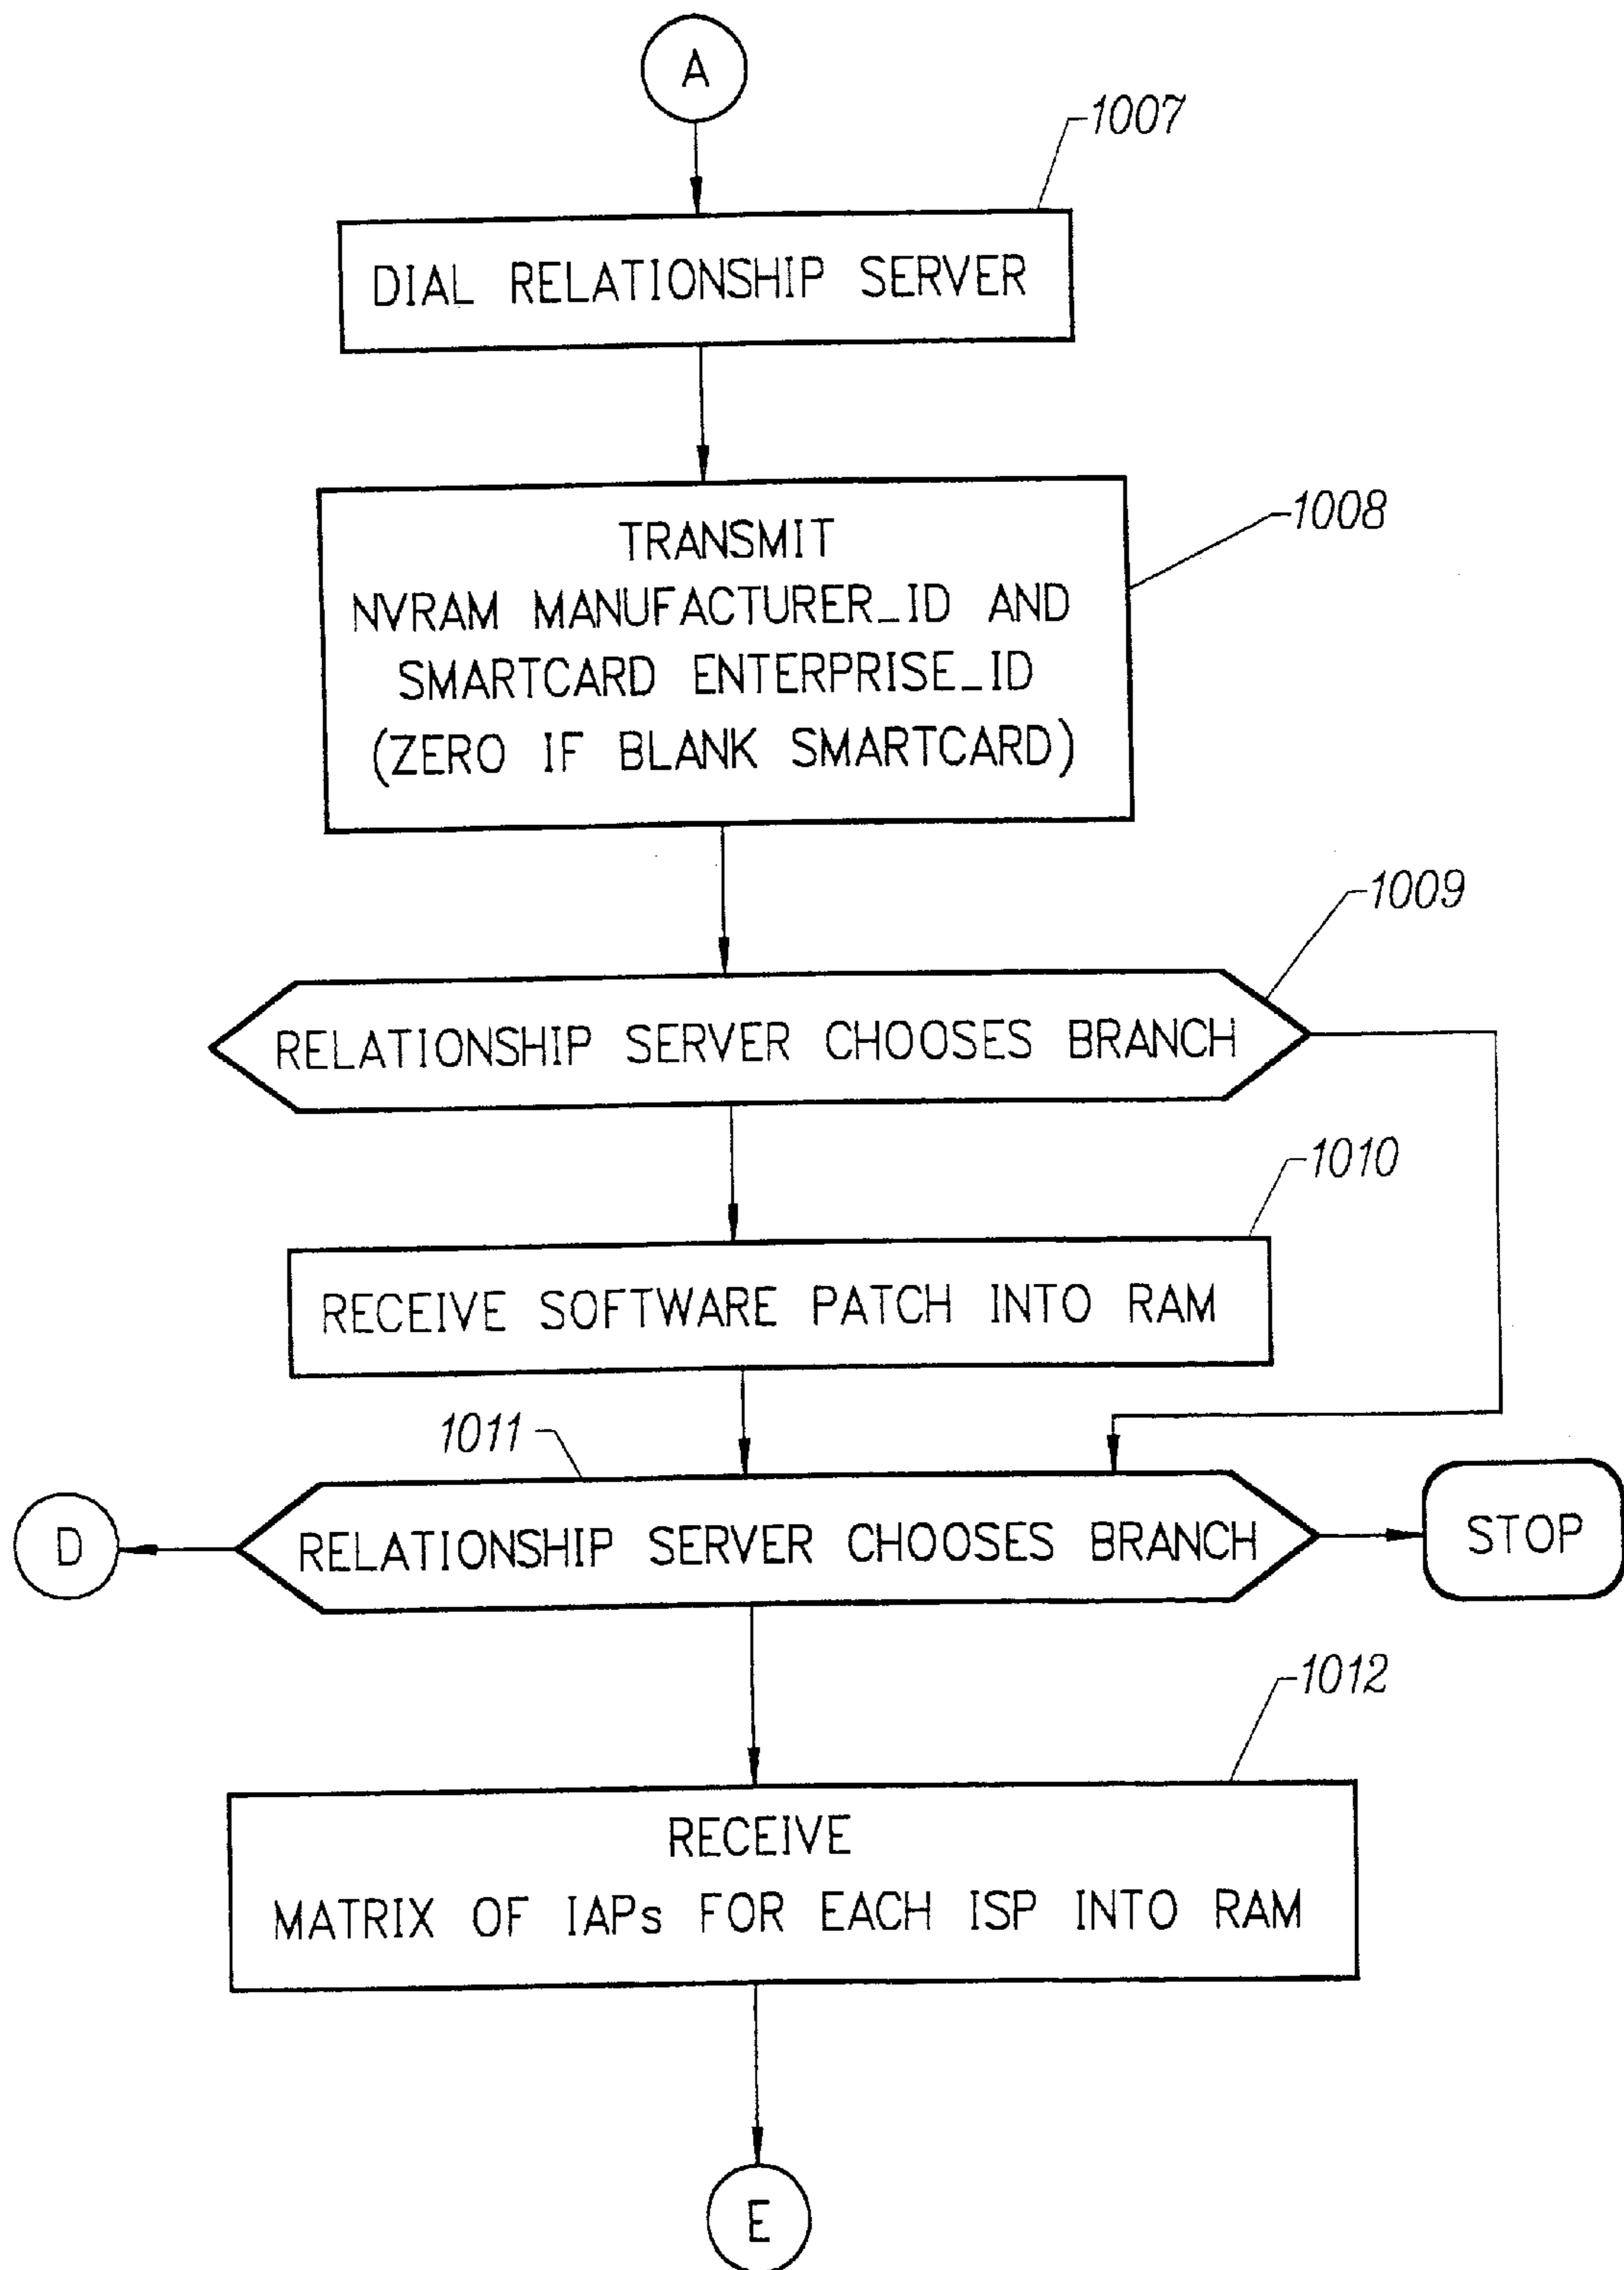 A
1007
DIAL RELATIONSHIP SERVER
1008
TRANSMIT
NVRAM MANUFACTURER_ID AND
SMARTCARD ENTERPRISE_ID
(ZERO IF BLANK SMARTCARD)
1009
RELATIONSHIP SERVER CHOOSES BRANCH
1010
RECEIVE SOFTWARE PATCH INTO RAM
1011
D
RELATIONSHIP SERVER CHOOSES BRANCH
STOP
1012
RECEIVE
MATRIX OF IAPs FOR EACH ISP INTO RAM
E